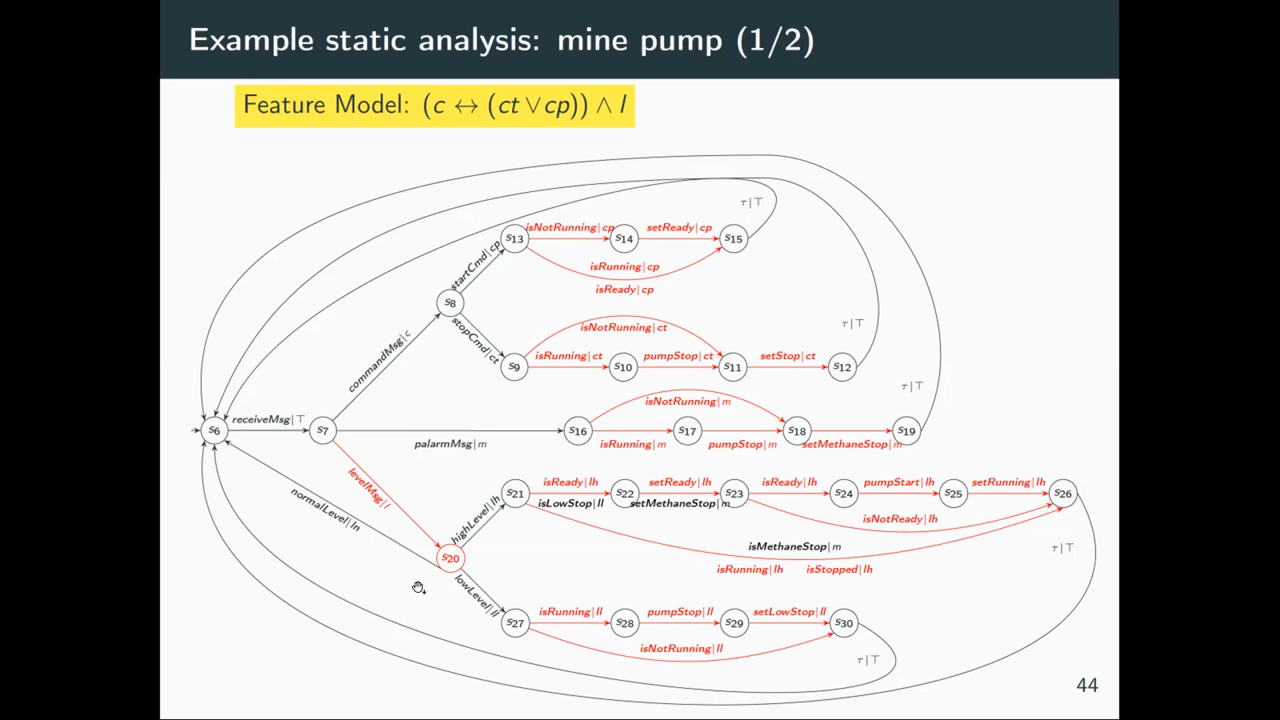 Example static analysis: mine pump (1/2)
Feature Model: (c ↔ (ct ∨ cp)) ∧ l
τ|⊤
isNotRunning|cp
setReady|cp
s13
s14
s15
startCmd|cp
isRunning|cp
isReady|cp
s8
τ|⊤
stopCmd|ct
isNotRunning|ct
commandMsg|c
isRunning|ct
pumpStop|ct
setStop|ct
s9
s10
s11
s12
τ|⊤
isNotRunning|m
receiveMsg|⊤
s6
s7
s16
s17
s18
s19
palarmMsg|m
isRunning|m
pumpStop|m
setMethaneStop|m
levelMsg|l
isReady|lh
setReady|lh
isReady|lh
pumpStart|lh
setRunning|lh
s21
s22
s23
s24
s25
s26
isLowStop|ll
setMethaneStop|m
normalLevel|ln
highLevel|lh
isNotReady|lh
isMethaneStop|m
τ|⊤
s20
isRunning|lh
isStopped|lh
lowLevel|ll
isRunning|ll
pumpStop|ll
setLowStop|ll
s27
s28
s29
s30
isNotRunning|ll
τ|⊤
44